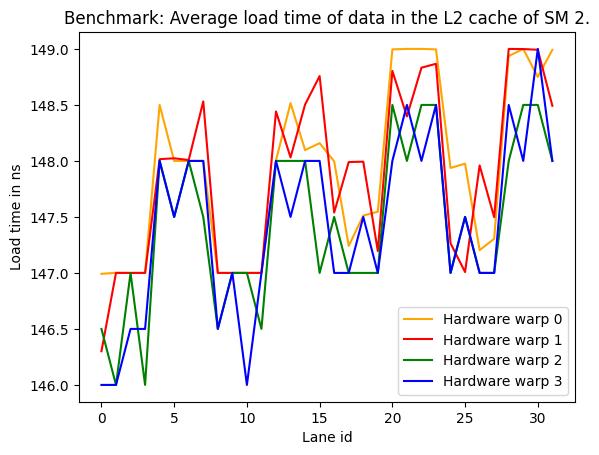 Benchmark: Average load time of data in the L2 cache of SM 2.
Load time in ns
149.0
148.5
148.0
147.5
147.0
146.5
146.0
0 5 10 15 20 25 30
Lane id
Hardware warp 0
Hardware warp 1
Hardware warp 2
Hardware warp 3